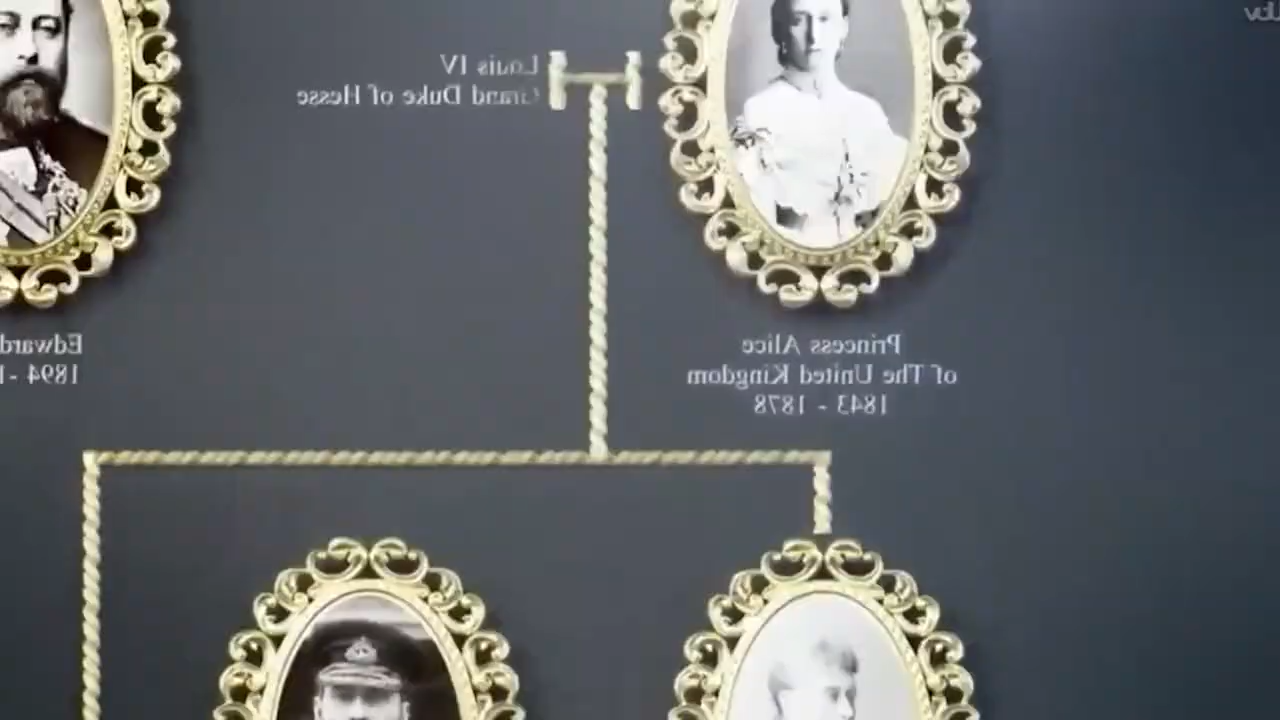 Louis IV
Grand Duke of Hesse
Princess Alice
of The United Kingdom
1843 - 1878
Edward
1894 -